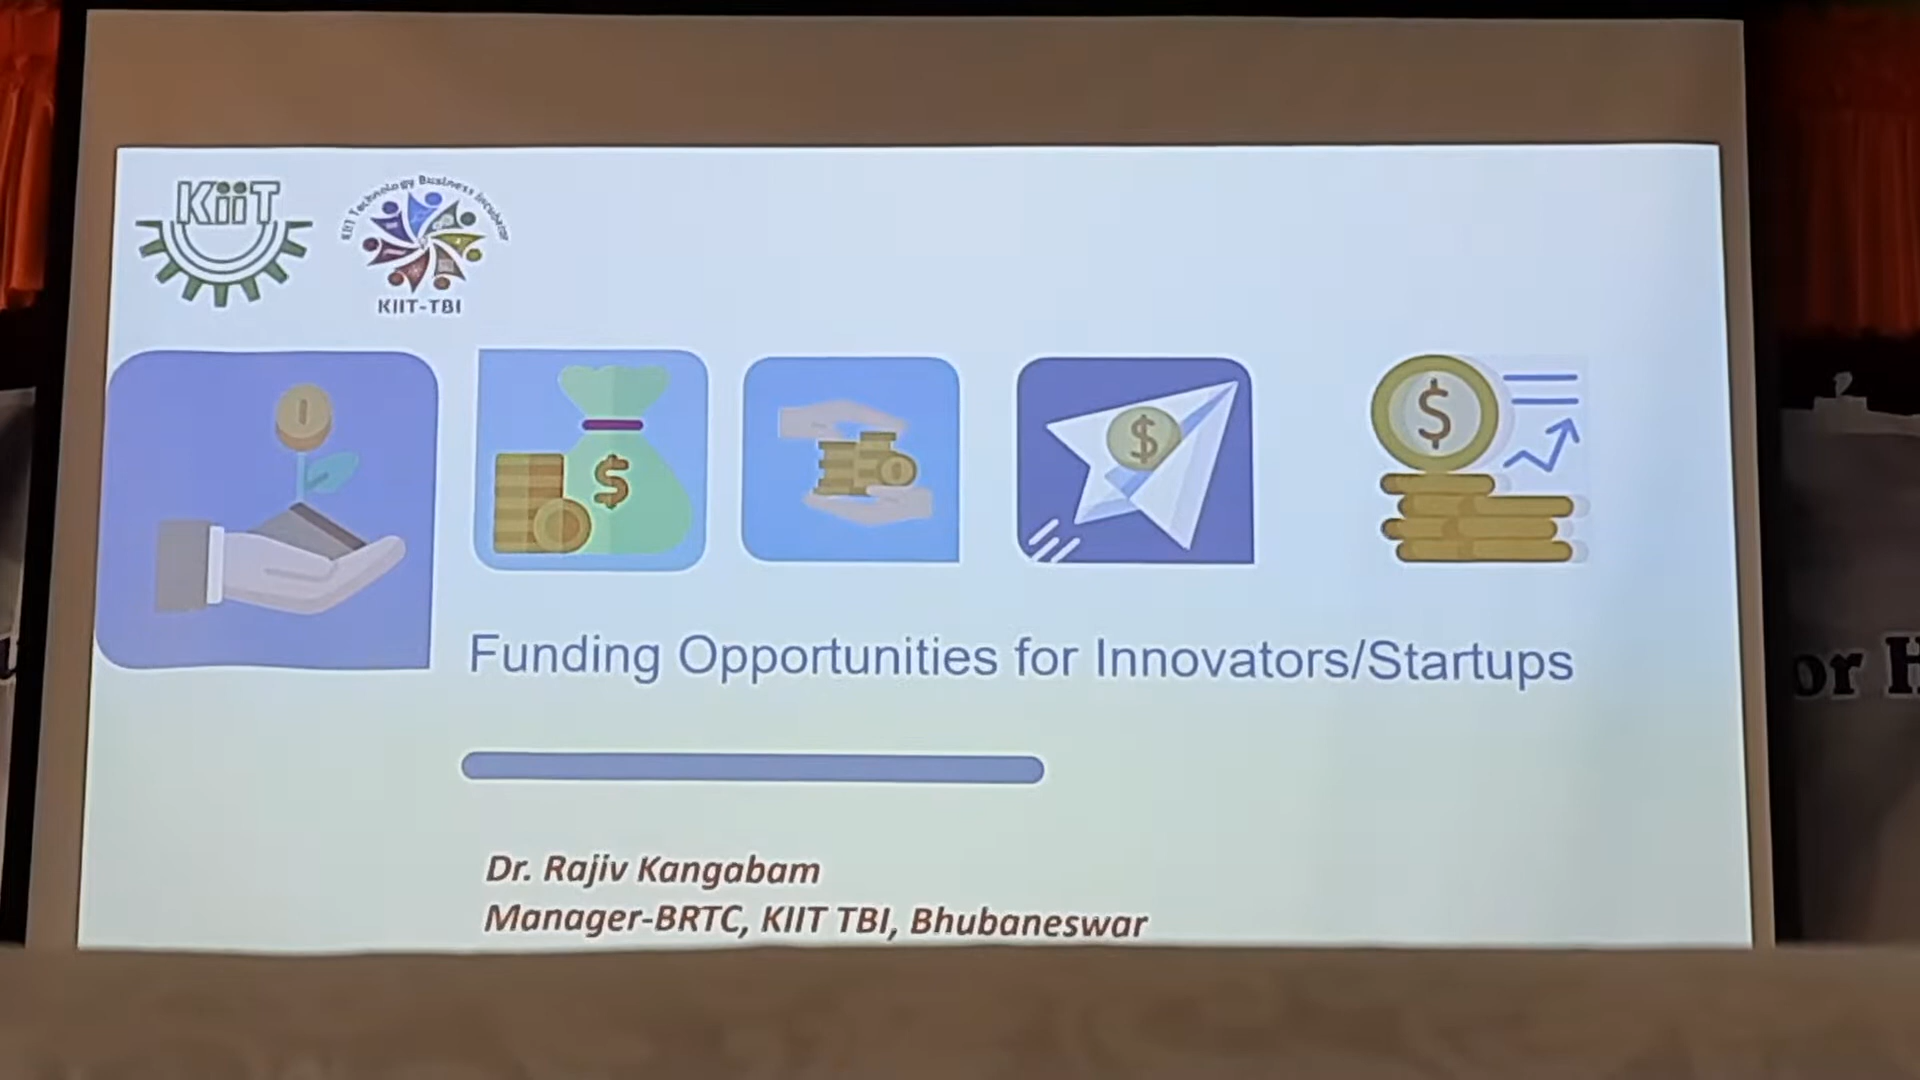 KiiT
KIIT Technology Business Incubator
KIIT-TBI
$
$
$
Funding Opportunities for Innovators/Startups
Dr. Rajiv Kangabam
Manager-BRTC, KIIT TBI, Bhubaneswar
or H